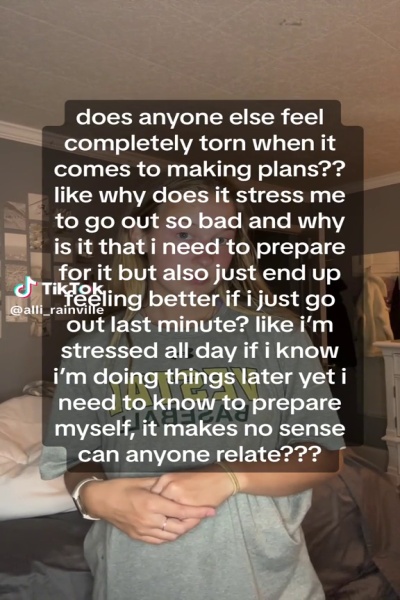 does anyone else feel
completely torn when it
comes to making plans??
like why does it stress me
to go out so bad and why
is it that i need to prepare
for it but also just end up
feeling better if i just go
out last minute? like i'm
stressed all day if i know
i'm doing things later yet i
need to know to prepare
myself, it makes no sense
can anyone relate???
TikTok
@alli_rainville
BASEBALL